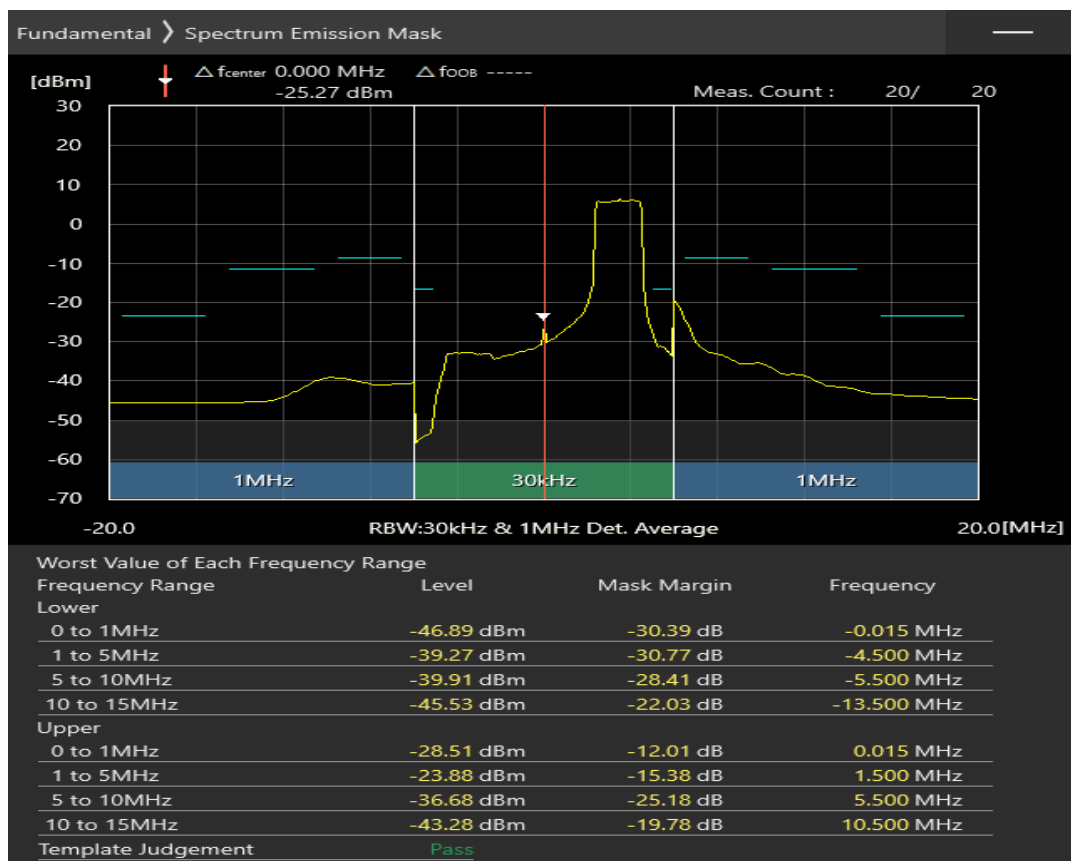 Fundamental ❯ Spectrum Emission Mask
[dBm]
△ fcenter 0.000 MHz △ fOOB -----
-25.27 dBm Meas. Count : 20/ 20
30
20
10
0
-10
-20
-30
-40
-50
-60
1MHz 30kHz 1MHz
-70
-20.0 RBW:30kHz & 1MHz Det. Average 20.0[MHz]
Worst Value of Each Frequency Range
Frequency Range Level Mask Margin Frequency
Lower
0 to 1MHz -46.89 dBm -30.39 dB -0.015 MHz
1 to 5MHz -39.27 dBm -30.77 dB -4.500 MHz
5 to 10MHz -39.91 dBm -28.41 dB -5.500 MHz
10 to 15MHz -45.53 dBm -22.03 dB -13.500 MHz
Upper
0 to 1MHz -28.51 dBm -12.01 dB 0.015 MHz
1 to 5MHz -23.88 dBm -15.38 dB 1.500 MHz
5 to 10MHz -36.68 dBm -25.18 dB 5.500 MHz
10 to 15MHz -43.28 dBm -19.78 dB 10.500 MHz
Template Judgement Pass